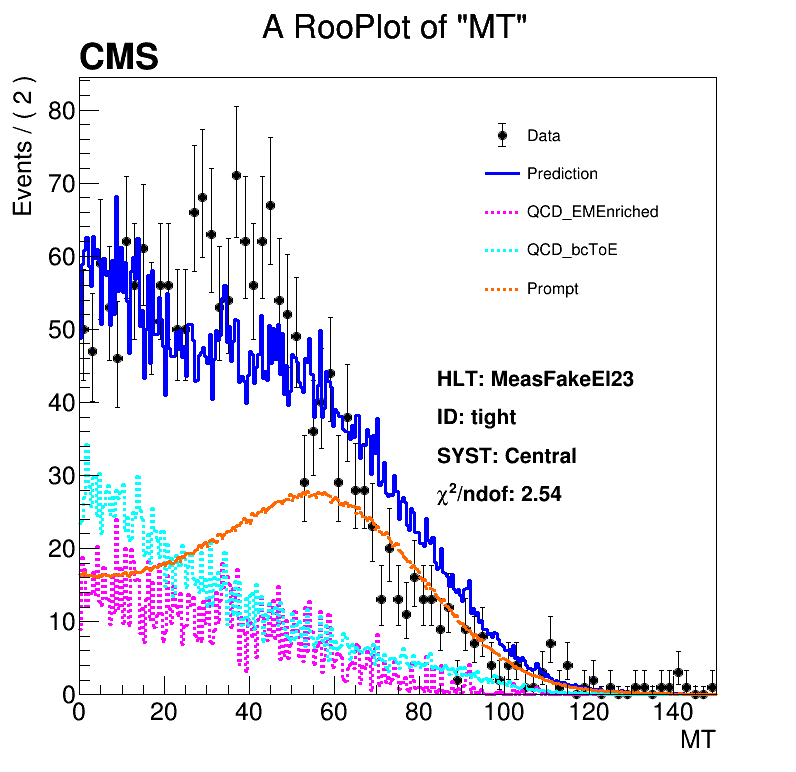 A RooPlot of "MT"
CMS
Events / ( 2 )
80
70
60
50
40
30
20
10
0
Data
Prediction
QCD_EMEnriched
QCD_bcToE
Prompt
HLT: MeasFakeEl23
ID: tight
SYST: Central
χ²/ndof: 2.54
0 20 40 60 80 100 120 140
MT